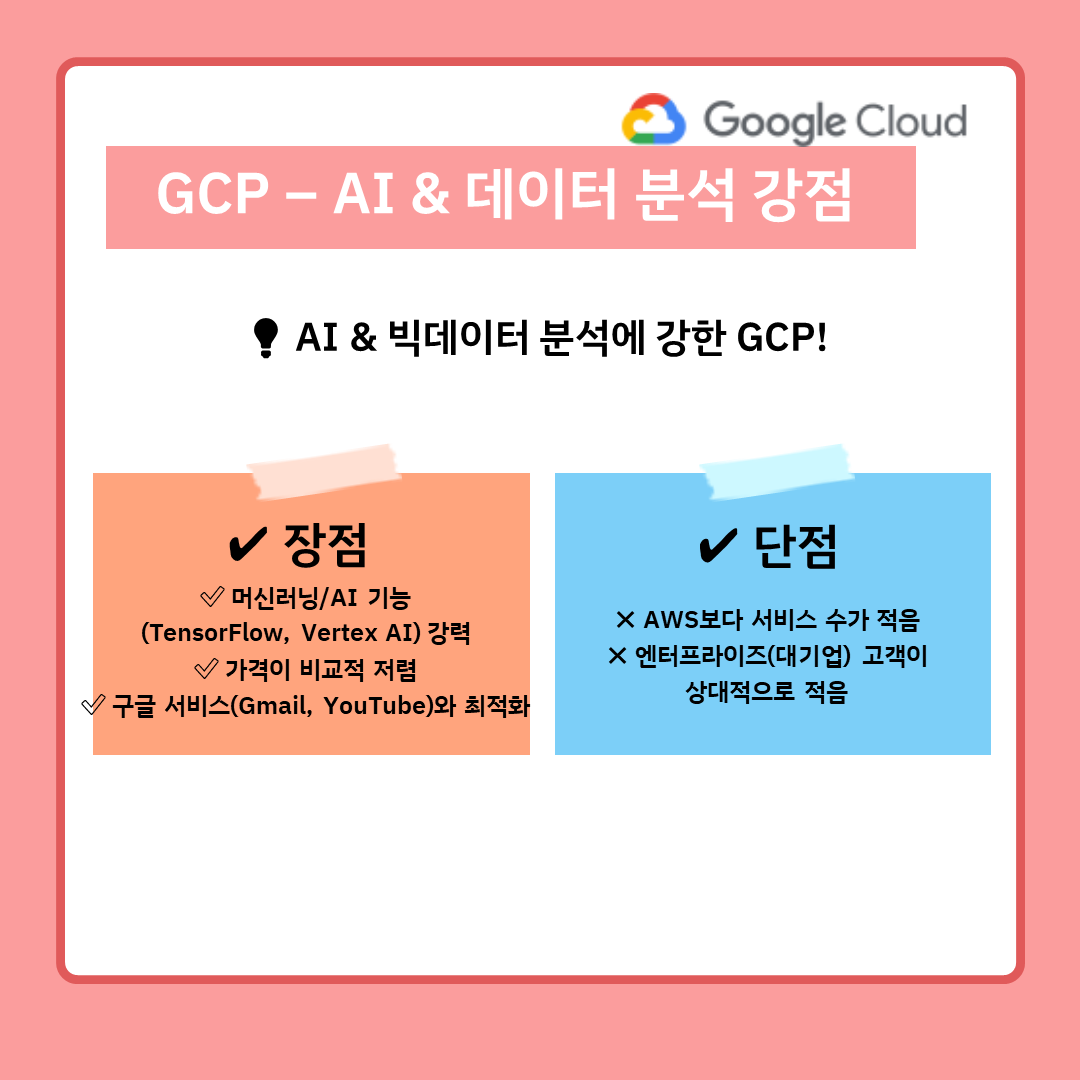 Google Cloud
GCP – AI & 데이터 분석 강점
AI & 빅데이터 분석에 강한 GCP!
✔ 장점
✅ 머신러닝/AI 기능
(TensorFlow, Vertex AI) 강력
✅ 가격이 비교적 저렴
✅ 구글 서비스(Gmail, YouTube)와 최적화
✔ 단점
❌ AWS보다 서비스 수가 적음
❌ 엔터프라이즈(대기업) 고객이
상대적으로 적음